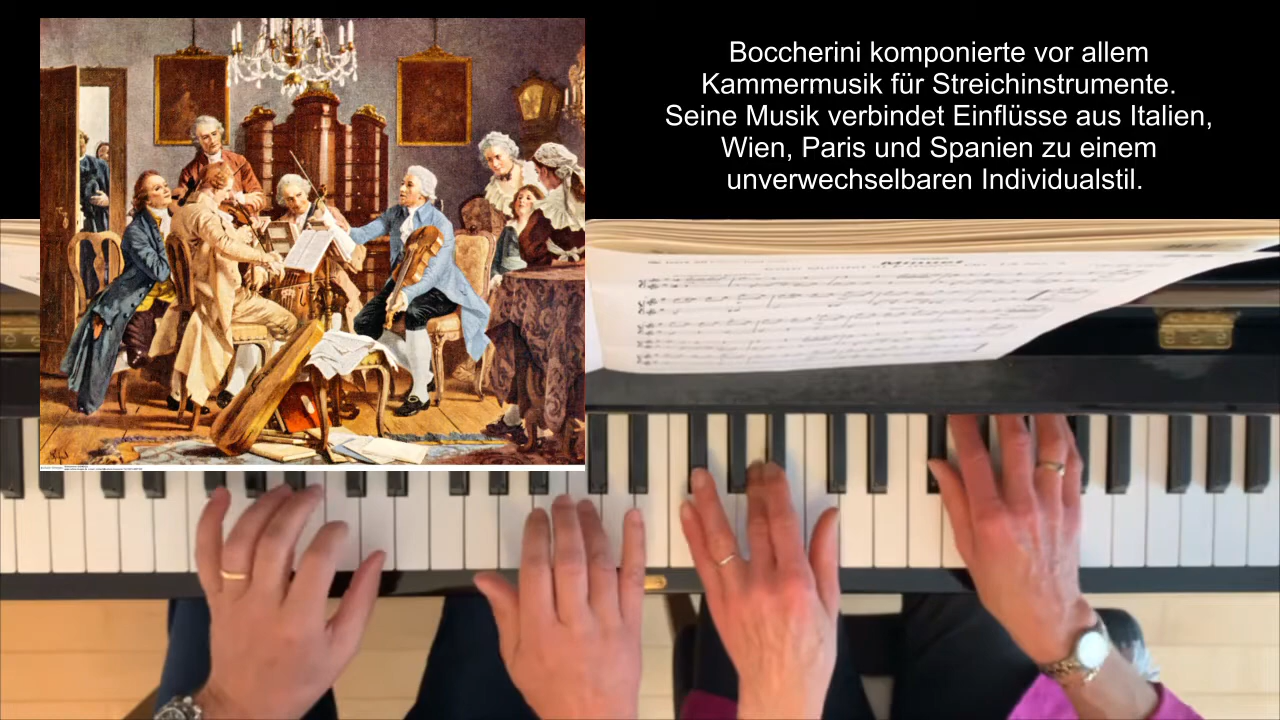 Boccherini komponierte vor allem
Kammermusik für Streichinstrumente.
Seine Musik verbindet Einflüsse aus Italien,
Wien, Paris und Spanien zu einem
unverwechselbaren Individualstil.
Minuet